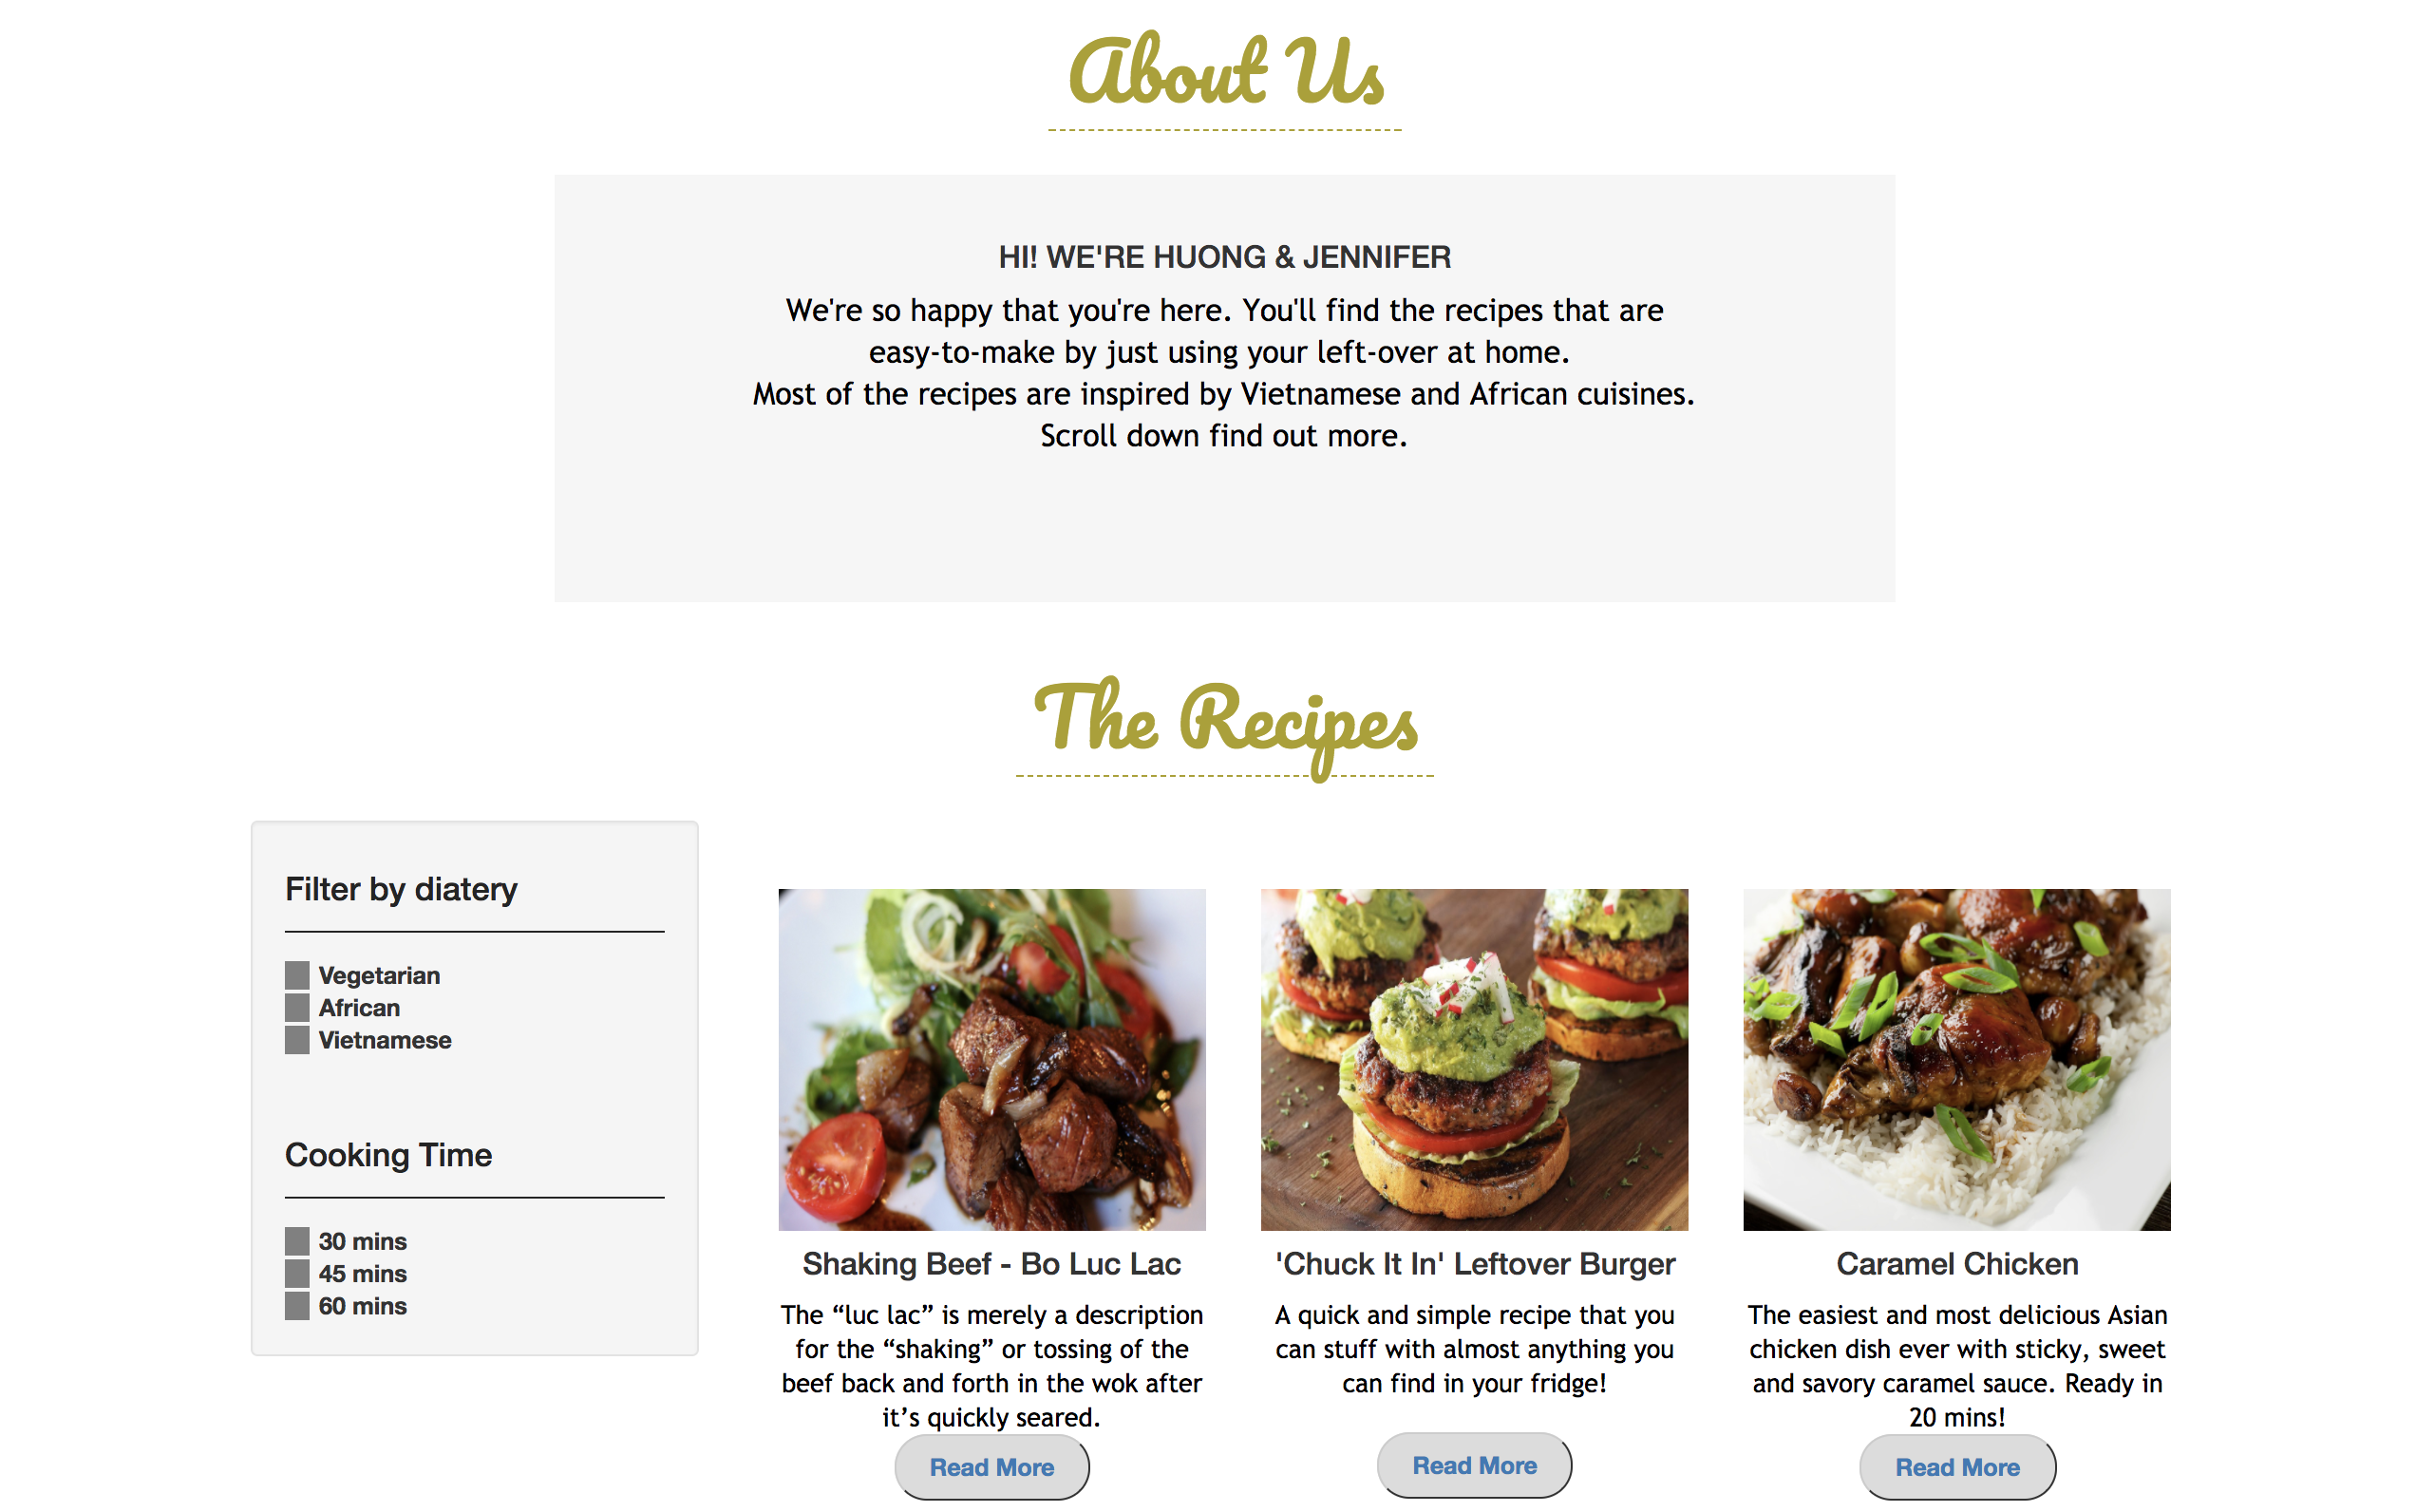 About Us
HI! WE'RE HUONG & JENNIFER
We're so happy that you're here. You'll find the recipes that are
easy-to-make by just using your left-over at home.
Most of the recipes are inspired by Vietnamese and African cuisines.
Scroll down find out more.
The Recipes
Filter by diatery
Vegetarian
African
Vietnamese
Cooking Time
30 mins
45 mins
60 mins
Shaking Beef - Bo Luc Lac
The “luc lac” is merely a description
for the “shaking” or tossing of the
beef back and forth in the wok after
it’s quickly seared.
Read More
'Chuck It In' Leftover Burger
A quick and simple recipe that you
can stuff with almost anything you
can find in your fridge!
Read More
Caramel Chicken
The easiest and most delicious Asian
chicken dish ever with sticky, sweet
and savory caramel sauce. Ready in
20 mins!
Read More